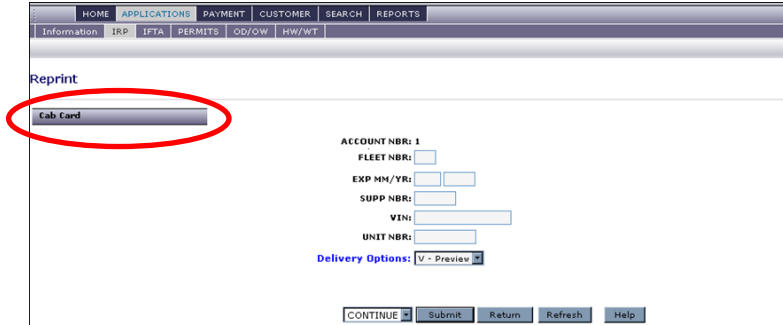 HOME APPLICATIONS PAYMENT CUSTOMER SEARCH REPORTS
Information IRP IFTA PERMITS OD/OW HW/WT
Reprint
Cab Card
ACCOUNT NBR: 1
FLEET NBR:
EXP MM/YR:
SUPP NBR:
VIN:
UNIT NBR:
Delivery Options: V - Preview
CONTINUE Submit Return Refresh Help